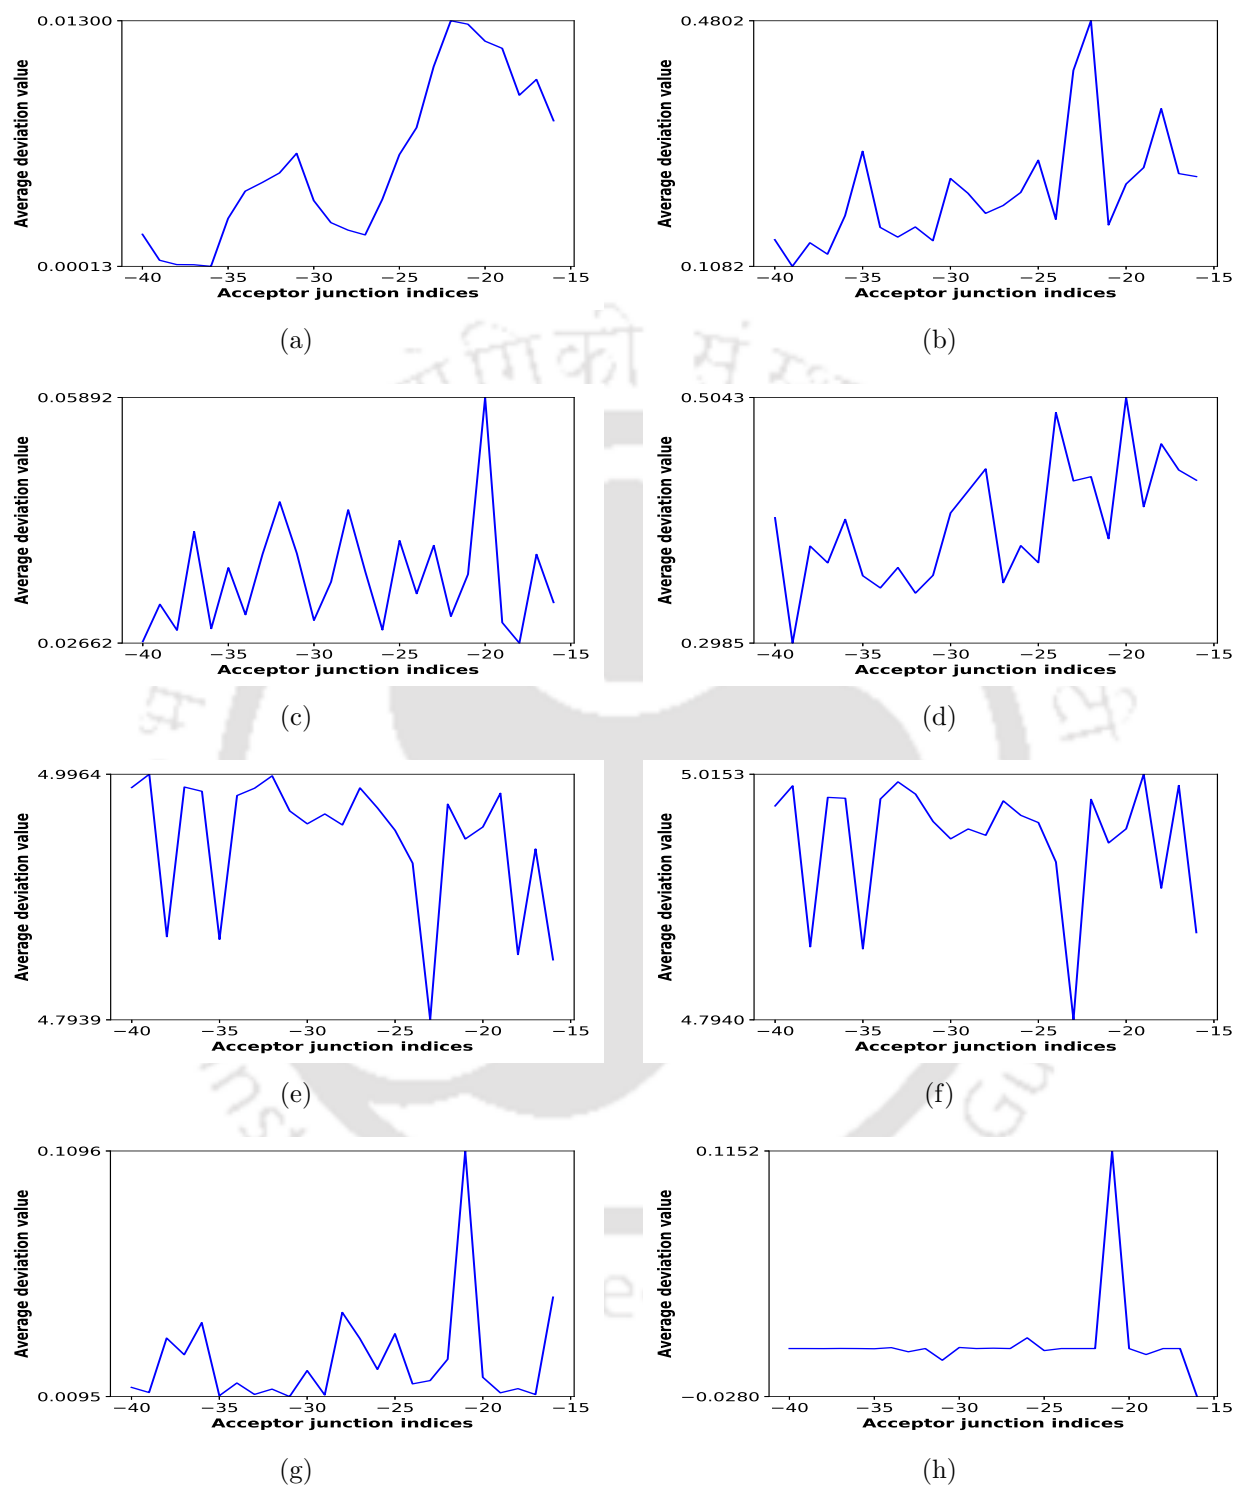 0.01300 0.4802
Average deviation value Average deviation value
0.00013 0.1082
−40 −35 −30 −25 −20 −15 −40 −35 −30 −25 −20 −15
Acceptor junction indices Acceptor junction indices
(a) (b)
0.05892 0.5043
Average deviation value Average deviation value
0.02662 0.2985
−40 −35 −30 −25 −20 −15 −40 −35 −30 −25 −20 −15
Acceptor junction indices Acceptor junction indices
(c) (d)
4.9964 5.0153
Average deviation value Average deviation value
4.7939 4.7940
−40 −35 −30 −25 −20 −15 −40 −35 −30 −25 −20 −15
Acceptor junction indices Acceptor junction indices
(e) (f)
0.1096 0.1152
Average deviation value Average deviation value
0.0095 −0.0280
−40 −35 −30 −25 −20 −15 −40 −35 −30 −25 −20 −15
Acceptor junction indices Acceptor junction indices
(g) (h)